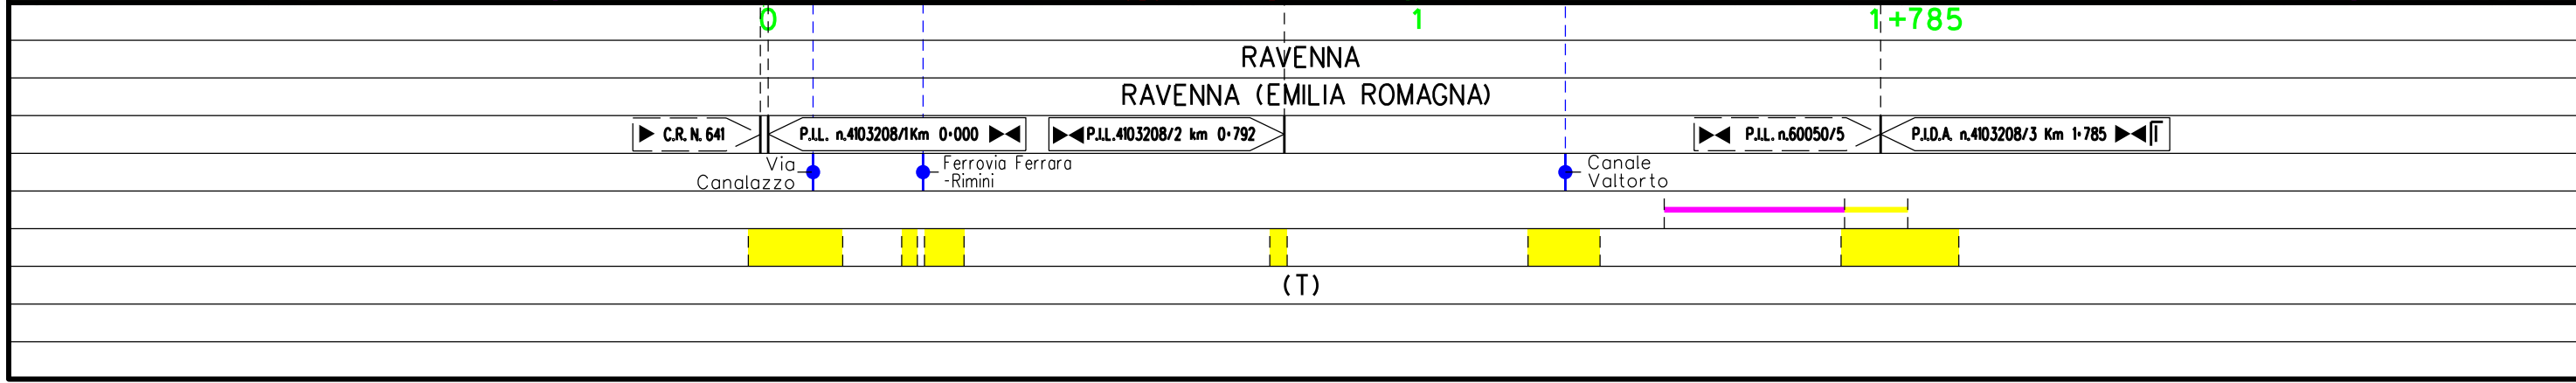 0 1 1+785
RAVENNA
RAVENNA (EMILIA ROMAGNA)
C.R. N. 641
P.I.L. n.4103208/1Km 0+000
P.I.L.4103208/2 km 0+792
P.I.L. n.60050/5
P.I.D.A. n.4103208/3 Km 1+785
Via
Canalazzo
Ferrovia Ferrara
-Rimini
Canale
Valtorto
(T)